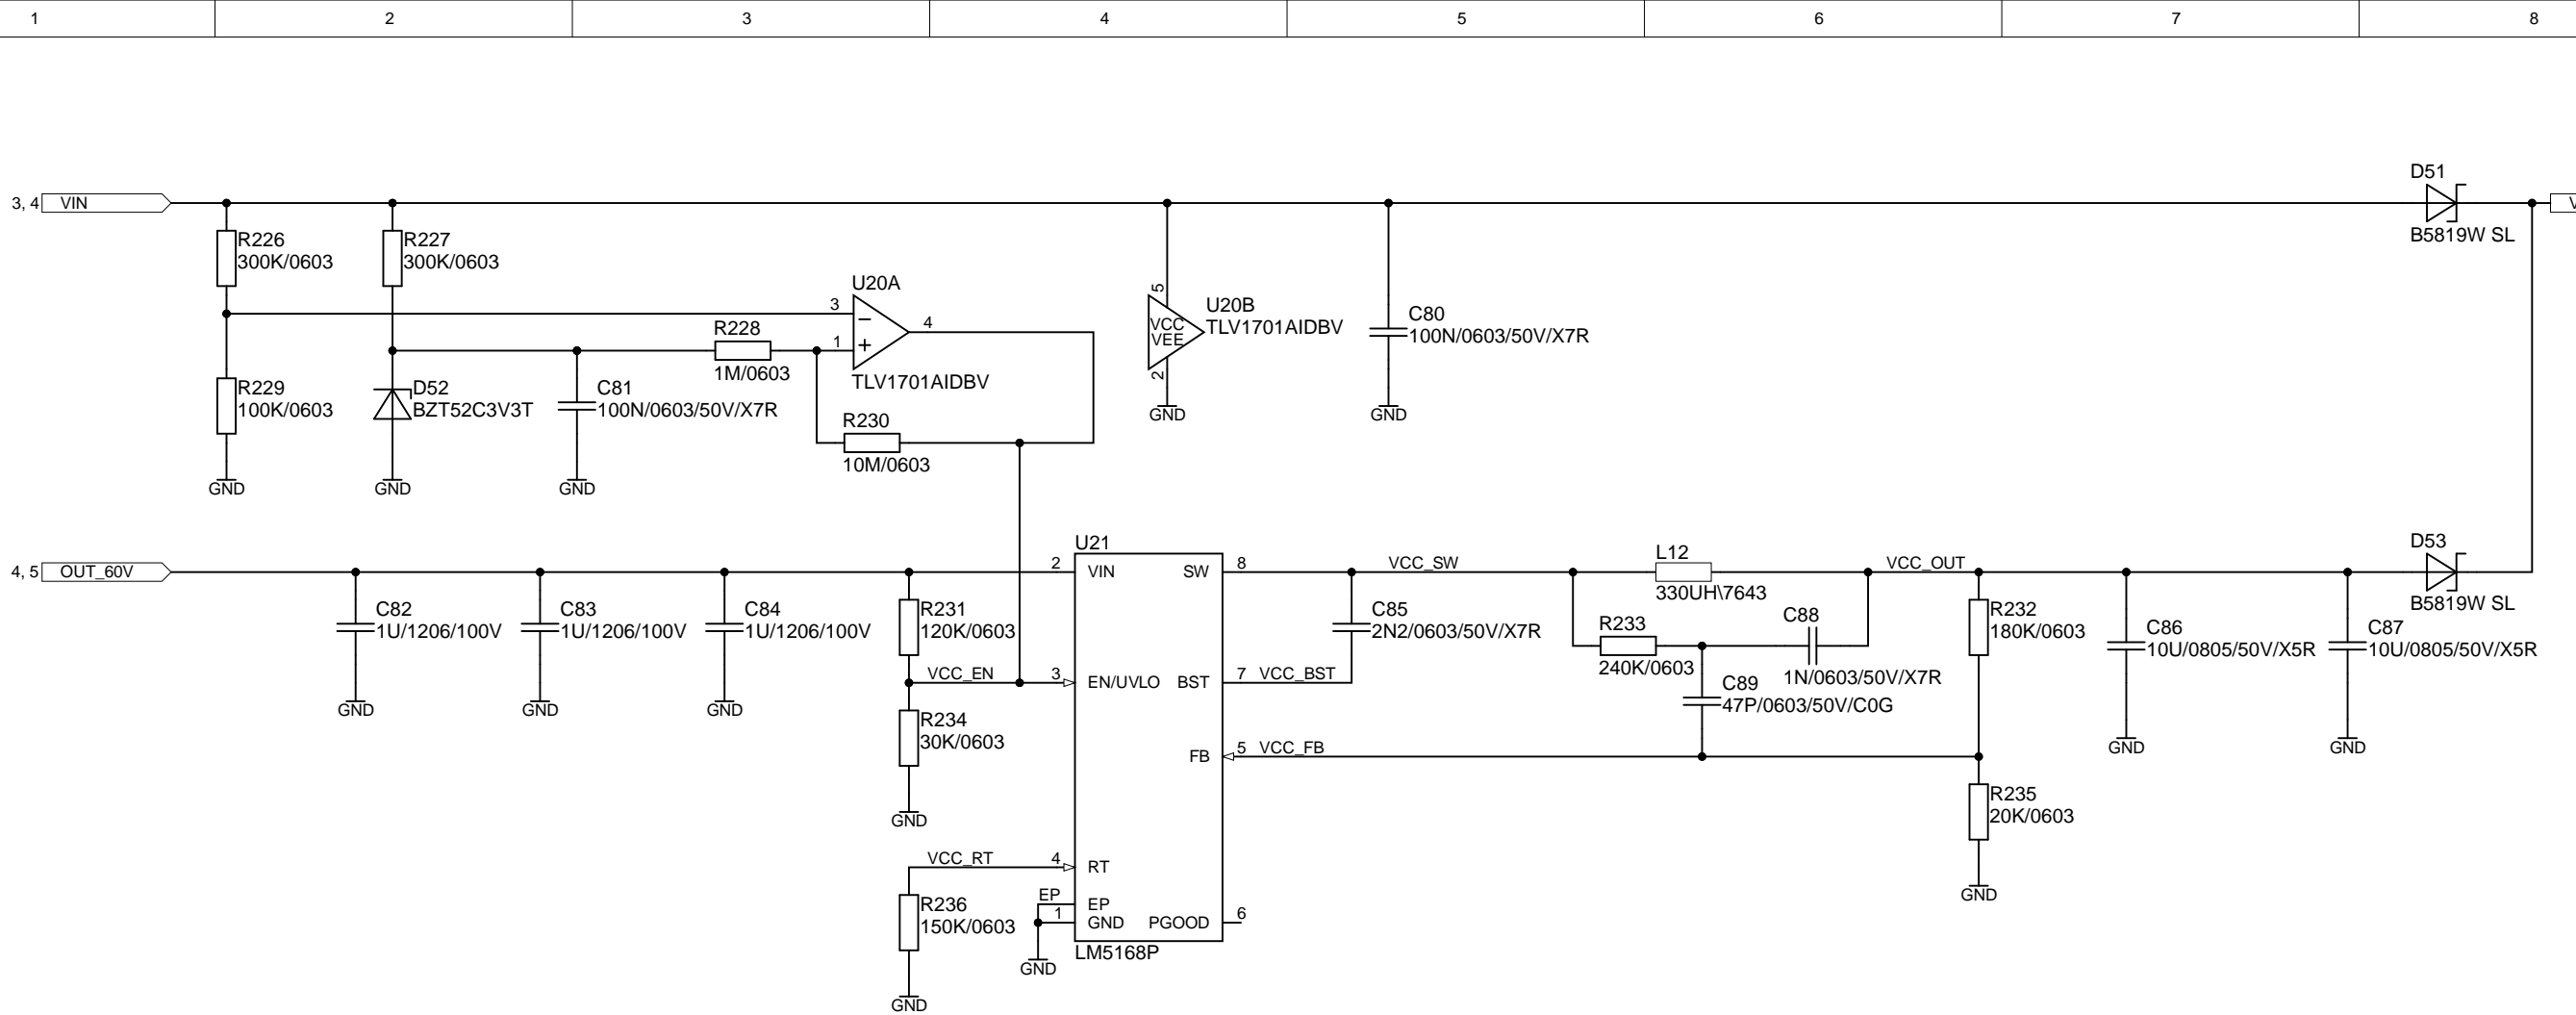 1 2 3 4 5 6 7 8
D51
3, 4 VIN
B5819W SL
R226
300K/0603
R227
300K/0603
U20A
3
4
1
TLV1701AIDBV
R228
1M/0603
5
VCC
VEE
2
U20B
TLV1701AIDBV
GND
C80
100N/0603/50V/X7R
GND
R229
100K/0603
D52
BZT52C3V3T
C81
100N/0603/50V/X7R
R230
10M/0603
GND
GND
GND
4, 5 OUT_60V
U21
2 VIN SW 8
VCC_SW
L12
330UH\7643
VCC_OUT
D53
B5819W SL
C82
1U/1206/100V
C83
1U/1206/100V
C84
1U/1206/100V
R231
120K/0603
C85
2N2/0603/50V/X7R
R233
240K/0603
C88
1N/0603/50V/X7R
R232
180K/0603
C86
10U/0805/50V/X5R
C87
10U/0805/50V/X5R
VCC_EN 3 EN/UVLO BST 7 VCC_BST
C89
47P/0603/50V/C0G
GND
GND
GND
R234
30K/0603
FB 5 VCC_FB
GND
GND
R235
20K/0603
GND
VCC_RT 4 RT
GND
R236
150K/0603
EP EP
1 GND PGOOD 6
LM5168P
GND
GND